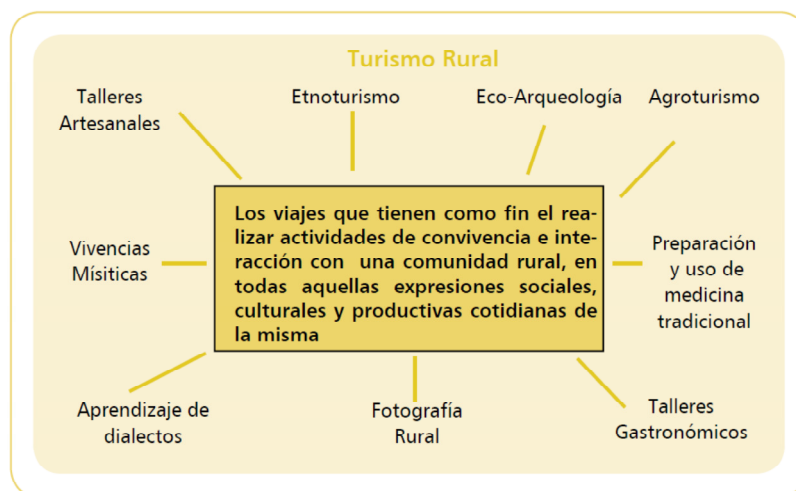 Turismo Rural
Talleres
Artesanales
Etnoturismo
Eco-Arqueología
Agroturismo
Los viajes que tienen como fin el rea-
lizar actividades de convivencia e inte-
racción con una comunidad rural, en
todas aquellas expresiones sociales,
culturales y productivas cotidianas de
la misma
Vivencias
Mísiticas
Preparación
y uso de
medicina
tradicional
Aprendizaje de
dialectos
Fotografía
Rural
Talleres
Gastronómicos